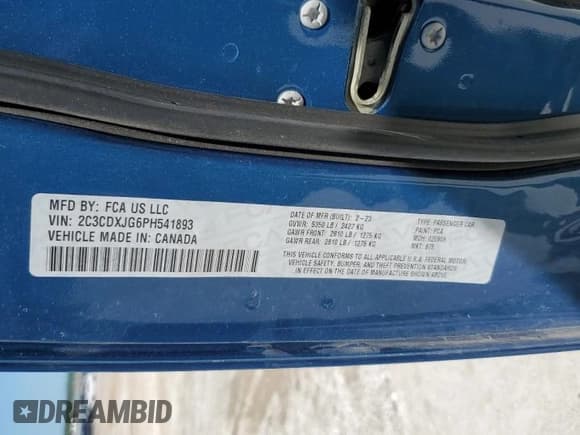 MFD BY: FCA US LLC
VIN: 2C3CDXJG6PH541893
VEHICLE MADE IN: CANADA
DATE OF MFR (BUILT): 2-23
GVWR: 5350 LB / 2427 KG
GAWR FRONT: 2810 LB / 1275 KG
GAWR REAR: 2810 LB / 1275 KG
PAINT: PCA
MDH:
MKT:
THIS VEHICLE CONFORMS TO ALL APPLICABLE U.S.A. FEDERAL MOTOR
VEHICLE SAFETY, BUMPER, AND THEFT PREVENTION STANDARDS
IN EFFECT ON THE DATE OF MANUFACTURE SHOWN ABOVE
DREAMBID